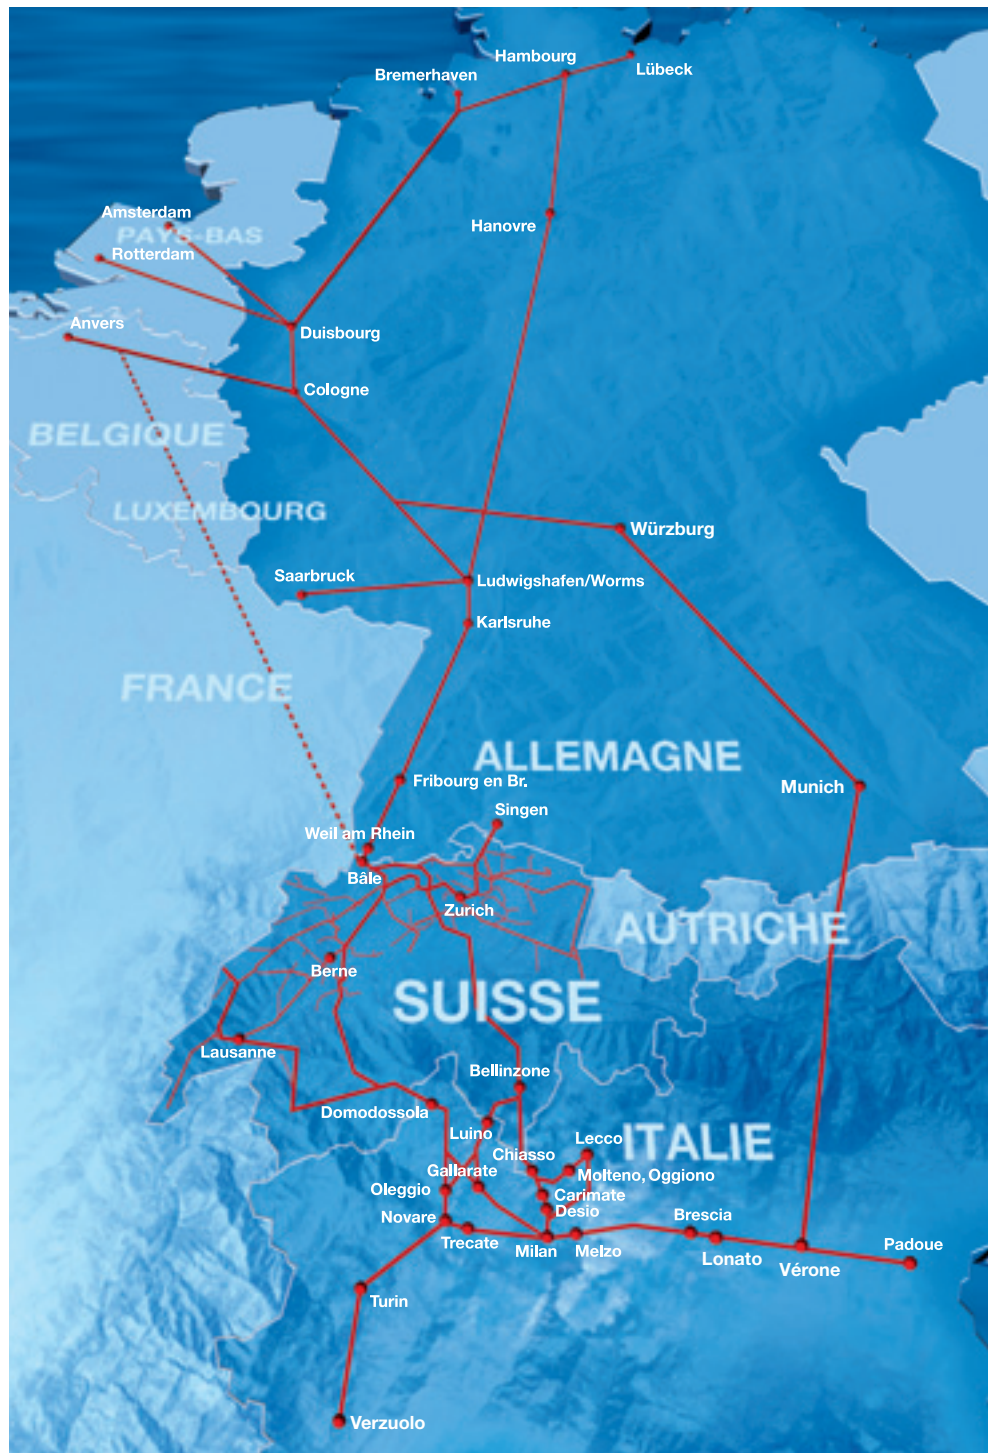 Hambourg
Lübeck
Bremerhaven
Amsterdam
PAYS-BAS
Hanovre
Rotterdam
Anvers
Duisbourg
Cologne
BELGIQUE
LUXEMBOURG
Würzburg
Saarbruck
Ludwigshafen/Worms
Karlsruhe
FRANCE
ALLEMAGNE
Fribourg en Br.
Munich
Singen
Weil am Rhein
Bâle
Zurich
AUTRICHE
Berne
SUISSE
Lausanne
Bellinzone
Domodossola
Luino
Lecco
ITALIE
Chiasso
Gallarate
Molteno, Oggiono
Oleggio
Carimate
Desio
Novare
Brescia
Trecate
Milan
Melzo
Lonato
Padoue
Vérone
Turin
Verzuolo